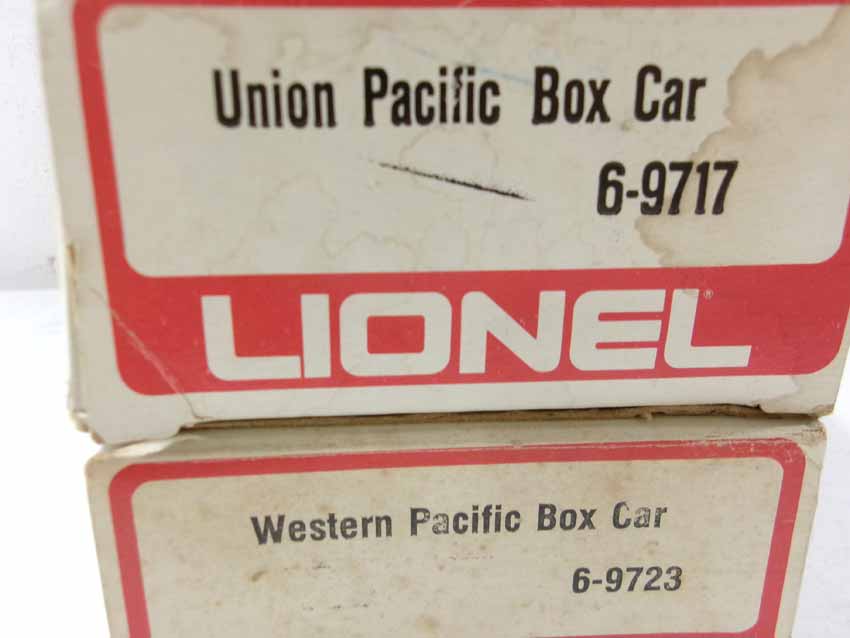 Union Pacific Box Car
6-9717
LIONEL®
Western Pacific Box Car
6-9723